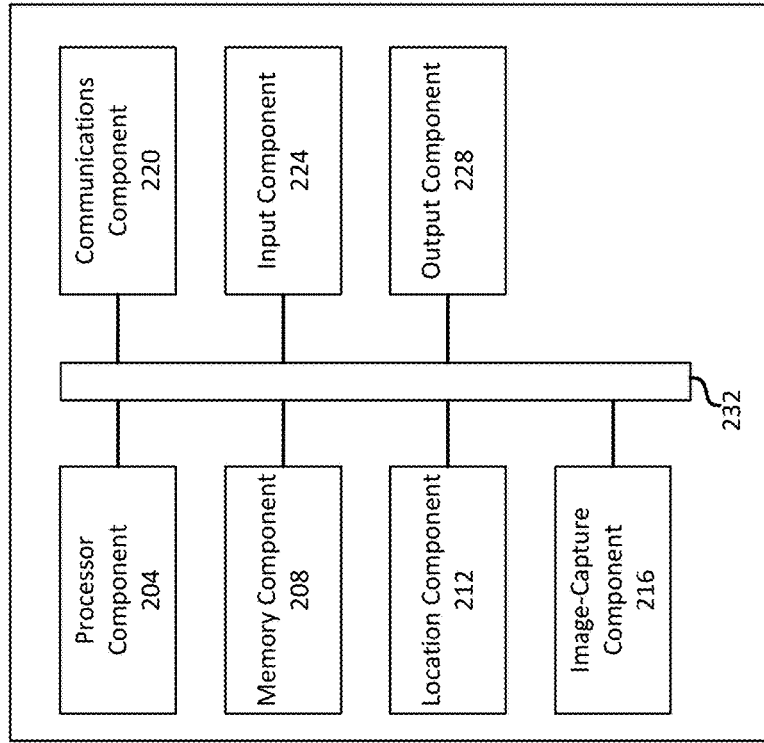 Processor
Component
204
Memory Component
208
Location Component
212
Image-Capture
Component
216
Communications
Component
220
Input Component
224
Output Component
228
232